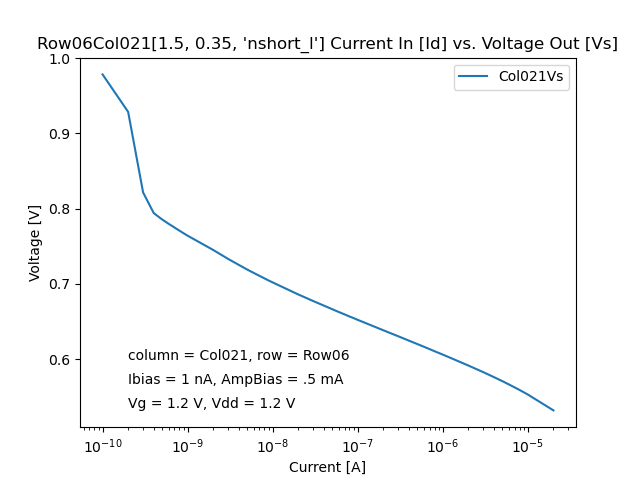 Row06Col021[1.5, 0.35, 'nshort_l'] Current In [Id] vs. Voltage Out [Vs]
1.0
Col021Vs
0.9
0.8
0.7
0.6
Voltage [V]
column = Col021, row = Row06
Ibias = 1 nA, AmpBias = .5 mA
Vg = 1.2 V, Vdd = 1.2 V
10⁻¹⁰ 10⁻⁹ 10⁻⁸ 10⁻⁷ 10⁻⁶ 10⁻⁵
Current [A]